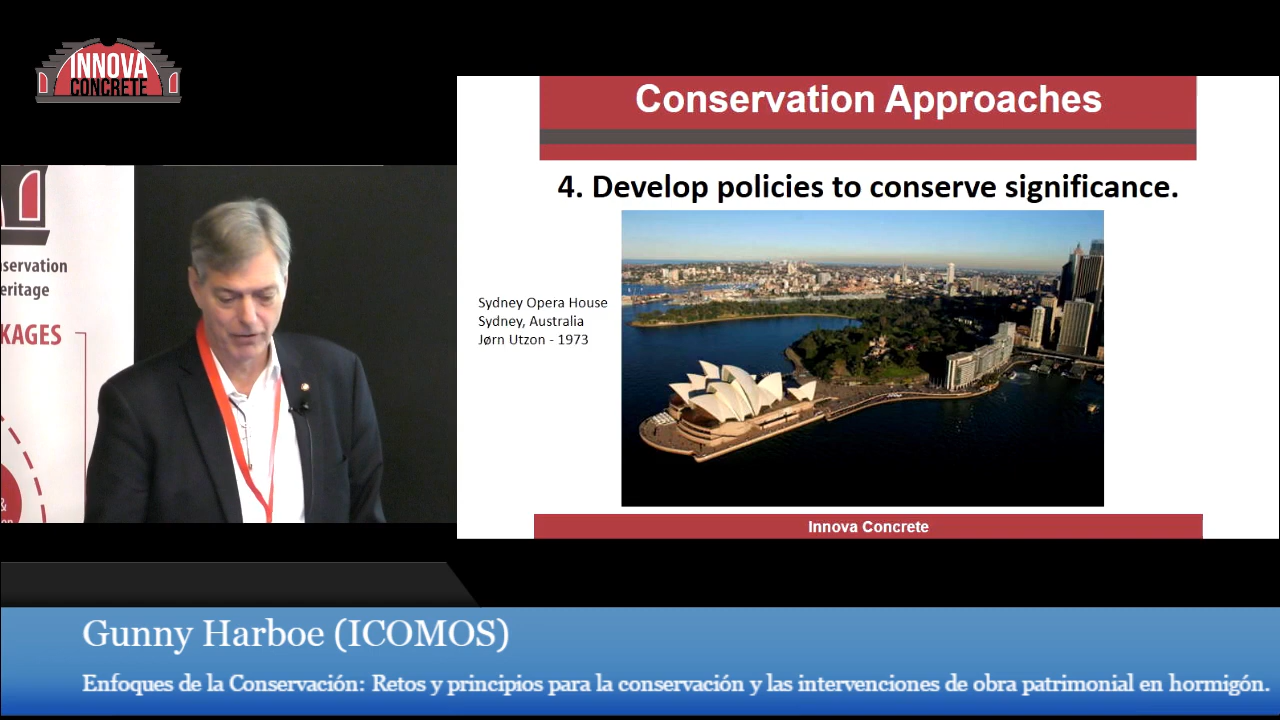 INNOVA
CONCRETE
Conservation Approaches
4. Develop policies to conserve significance.
Sydney Opera House
Sydney, Australia
Jørn Utzon - 1973
Innova Concrete
Gunny Harboe (ICOMOS)
Enfoques de la Conservación: Retos y principios para la conservación y las intervenciones de obra patrimonial en hormigón.